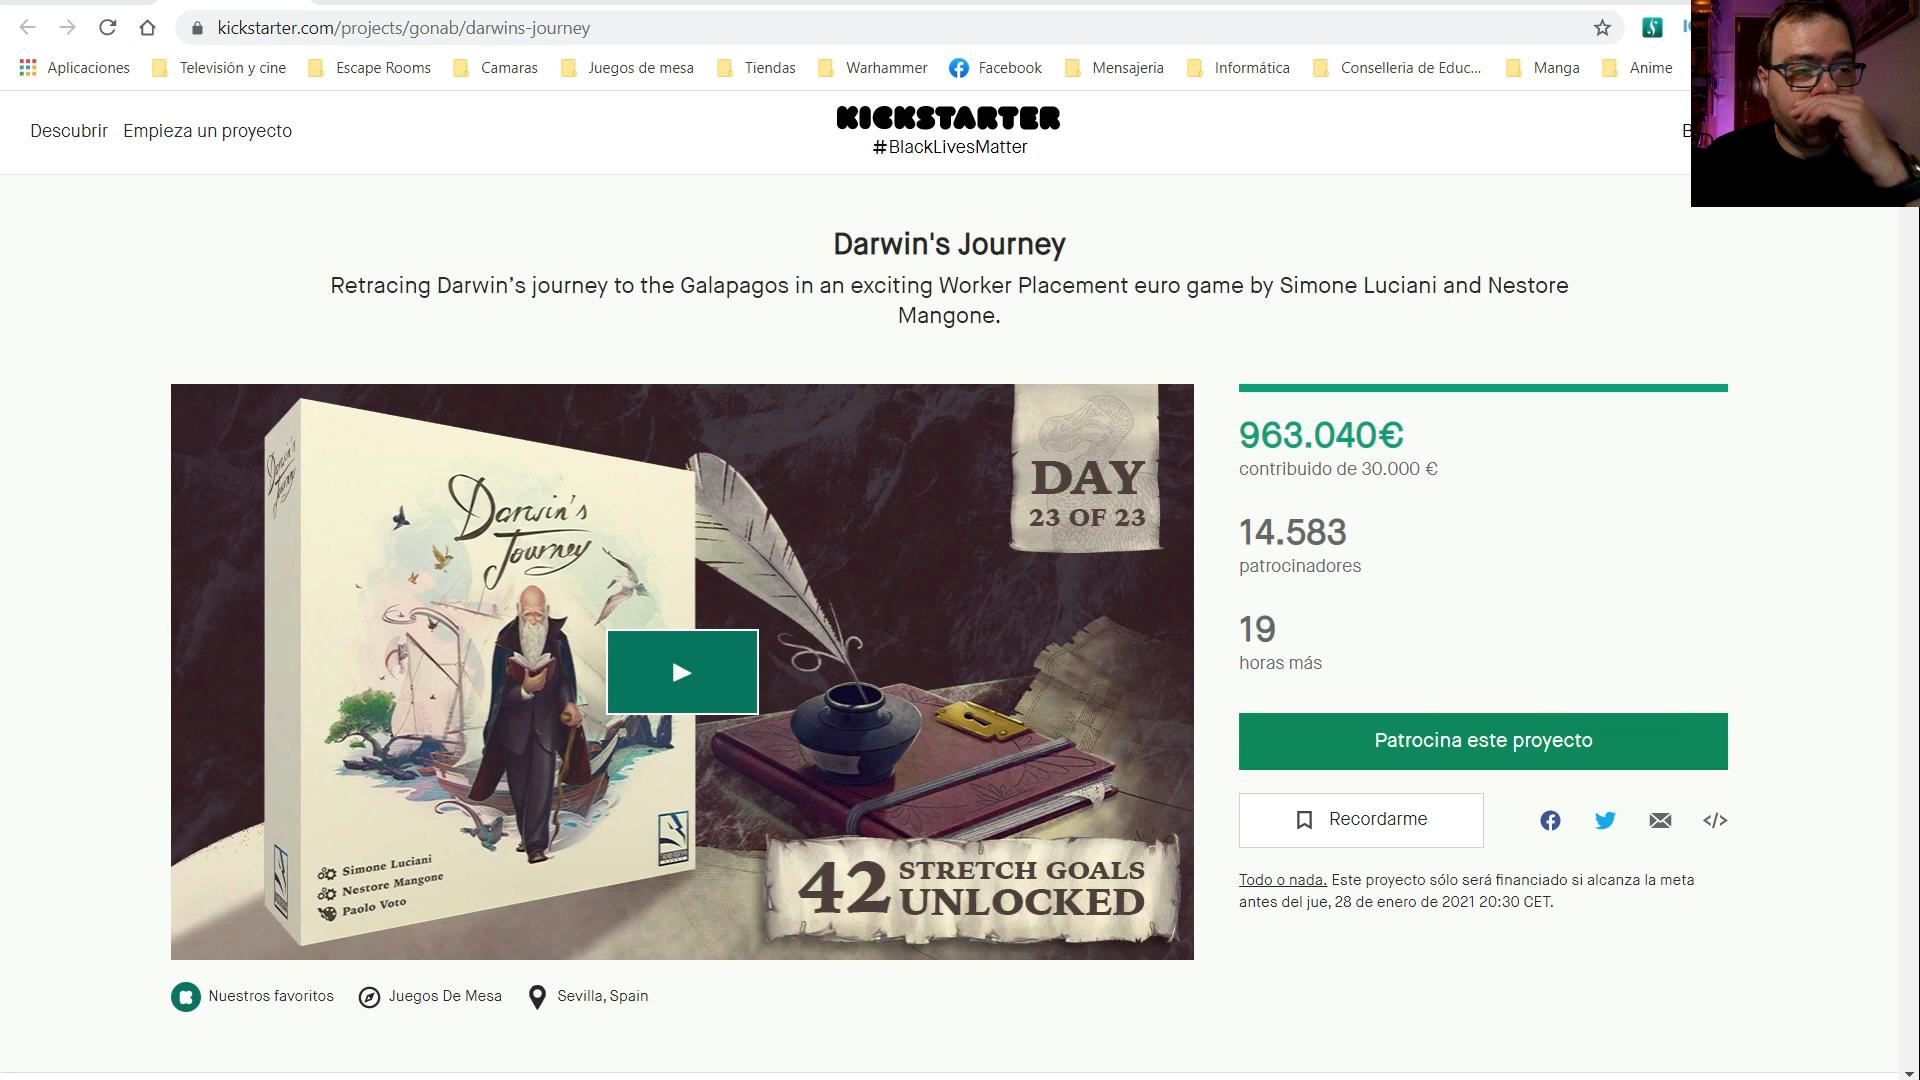 kickstarter.com/projects/gonab/darwins-journey
Aplicaciones Televisión y cine Escape Rooms Camaras Juegos de mesa Tiendas Warhammer Facebook Mensajeria Informática Conselleria de Educ... Manga Anime
Descubrir Empieza un proyecto
KICKSTARTER
#BlackLivesMatter
Darwin's Journey
Retracing Darwin’s journey to the Galapagos in an exciting Worker Placement euro game by Simone Luciani and Nestore
Mangone.
Darwin's
Journey
Darwin's
Journey
Simone Luciani
Nestore Mangone
Paolo Voto
DAY
23 OF 23
42 STRETCH GOALS
UNLOCKED
963.040€
contribuido de 30.000 €
14.583
patrocinadores
19
horas más
Patrocina este proyecto
Recordarme
Todo o nada. Este proyecto sólo será financiado si alcanza la meta
antes del jue, 28 de enero de 2021 20:30 CET.
Nuestros favoritos Juegos De Mesa Sevilla, Spain